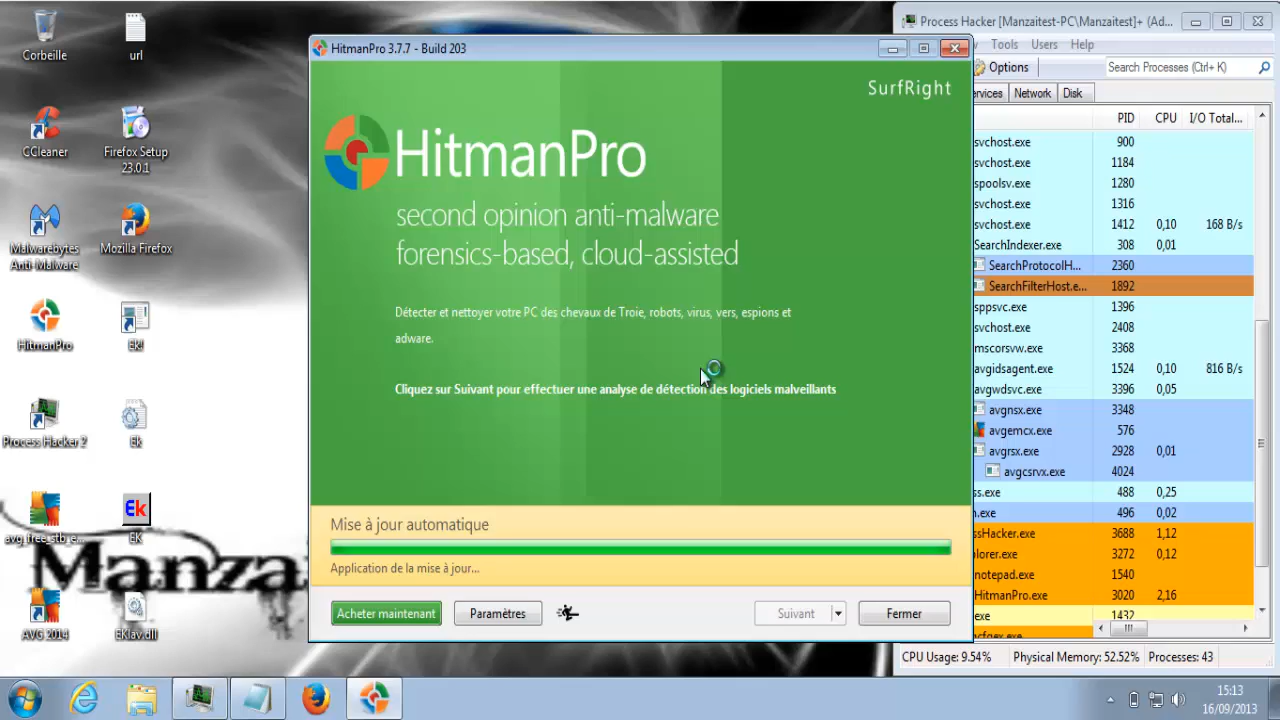 Corbeille
url
CCleaner
Firefox Setup
23.0.1
Malwarebytes
Anti-Malware
Mozilla Firefox
HitmanPro
Ek!
Process Hacker 2
Ek
avg_free_stb_e...
Ek
EK
Manza
AVG 2014
EKlav.dll
HitmanPro 3.7.7 - Build 203
SurfRight
HitmanPro
second opinion anti-malware
forensics-based, cloud-assisted
Détecter et nettoyer votre PC des chevaux de Troie, robots, virus, vers, espions et
adware.
Cliquez sur Suivant pour effectuer une analyse de détection des logiciels malveillants
Mise à jour automatique
Application de la mise à jour...
Acheter maintenant
Paramètres
Suivant
Fermer
Process Hacker [Manzaitest-PC\Manzaitest]+ (Ad...
Tools Users Help
Options
Search Processes (Ctrl+ K)
ervices Network Disk
PID CPU I/O Total...
svchost.exe 900
svchost.exe 1184
spoolsv.exe 1280
svchost.exe 1316
svchost.exe 1412 0,10 168 B/s
SearchIndexer.exe 308 0,01
SearchProtocolH... 2360
SearchFilterHost.e... 1892
sppsvc.exe 1396
svchost.exe 2408
mscorsvw.exe 3368
avgidsagent.exe 1524 0,10 816 B/s
avgwdsvc.exe 3396 0,05
avgnsx.exe 3348
avgemcx.exe 576
avgrsx.exe 2928 0,01
avgcsrvx.exe 4024
ss.exe 488 0,25
n.exe 496 0,02
ssHacker.exe 3688 1,12
plorer.exe 3272 0,12
notepad.exe 1540
HitmanPro.exe 3020 2,16
.exe 1432
CPU Usage: 9.54% Physical Memory: 52.52% Processes: 43
15:13
16/09/2013